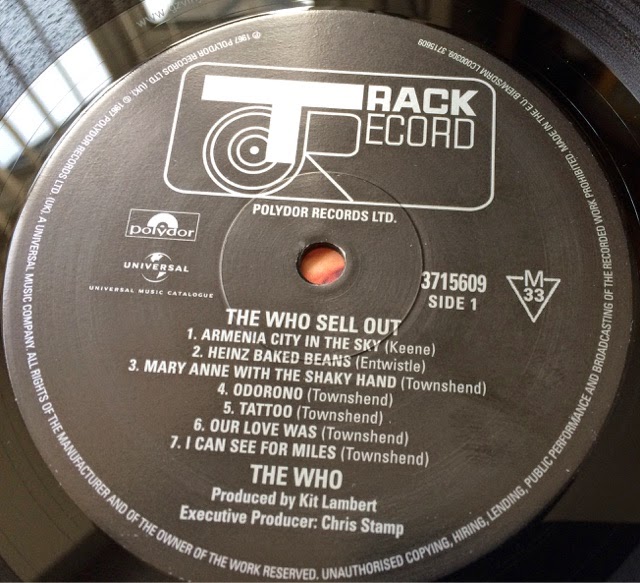 TRACK
RECORD
POLYDOR RECORDS LTD.
polydor
UNIVERSAL
UNIVERSAL MUSIC CATALOGUE
3715609
SIDE 1
M
33
THE WHO SELL OUT
1. ARMENIA CITY IN THE SKY (Keene)
2. HEINZ BAKED BEANS (Entwistle)
3. MARY ANNE WITH THE SHAKY HAND (Townshend)
4. ODORONO (Townshend)
5. TATTOO (Townshend)
6. OUR LOVE WAS (Townshend)
7. I CAN SEE FOR MILES (Townshend)
THE WHO
Produced by Kit Lambert
Executive Producer: Chris Stamp
℗ 1967 POLYDOR RECORDS LTD. (UK). © 1967 POLYDOR RECORDS LTD (UK). A UNIVERSAL MUSIC COMPANY. ALL RIGHTS OF THE MANUFACTURER AND OF THE OWNER OF THE WORK RESERVED. UNAUTHORISED COPYING, HIRING, LENDING, PUBLIC PERFORMANCE AND BROADCASTING OF THE RECORDED WORK PROHIBITED. MADE IN THE E.U. BIEM/SDRM LC00309. 3715609